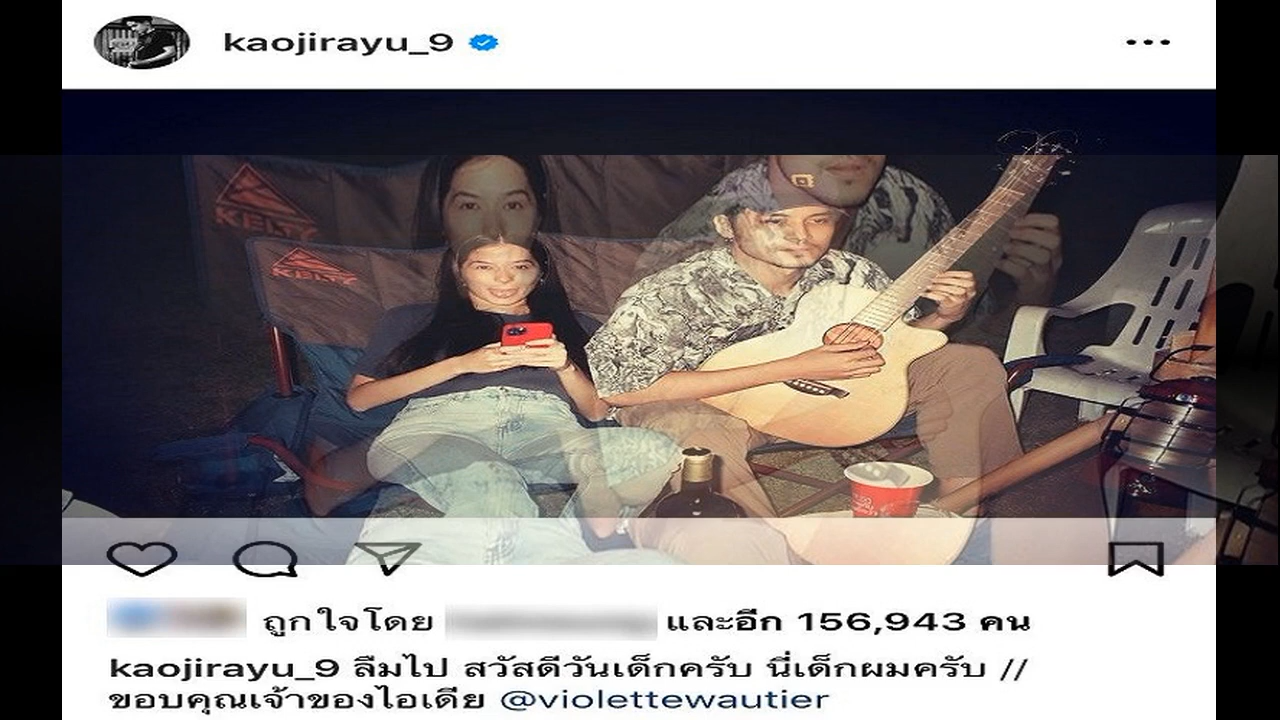 kaojirayu_9
KELTY
KELTY
ถูกใจโดย และอีก 156,943 คน
kaojirayu_9 ลืมไป สวัสดีวันเด็กครับ นี่เด็กผมครับ //
ขอบคุณเจ้าของไอเดีย @violettewautier